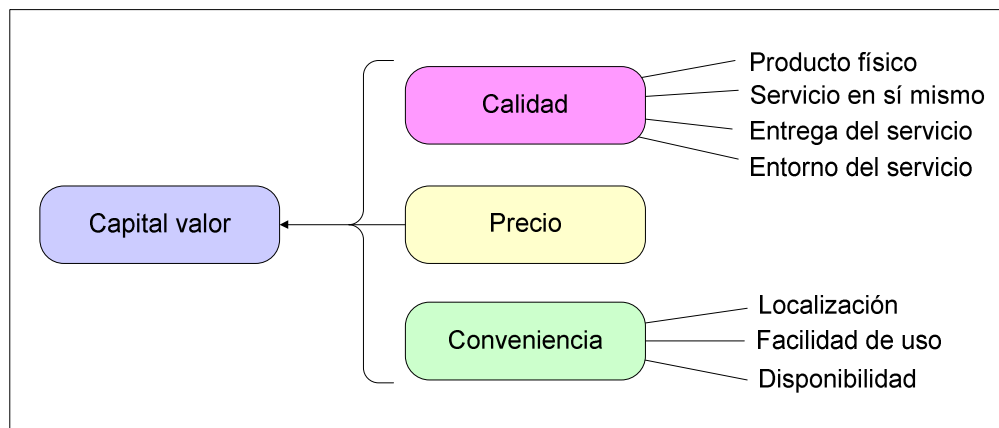 Capital valor
Calidad
Producto físico
Servicio en sí mismo
Entrega del servicio
Entorno del servicio
Precio
Conveniencia
Localización
Facilidad de uso
Disponibilidad